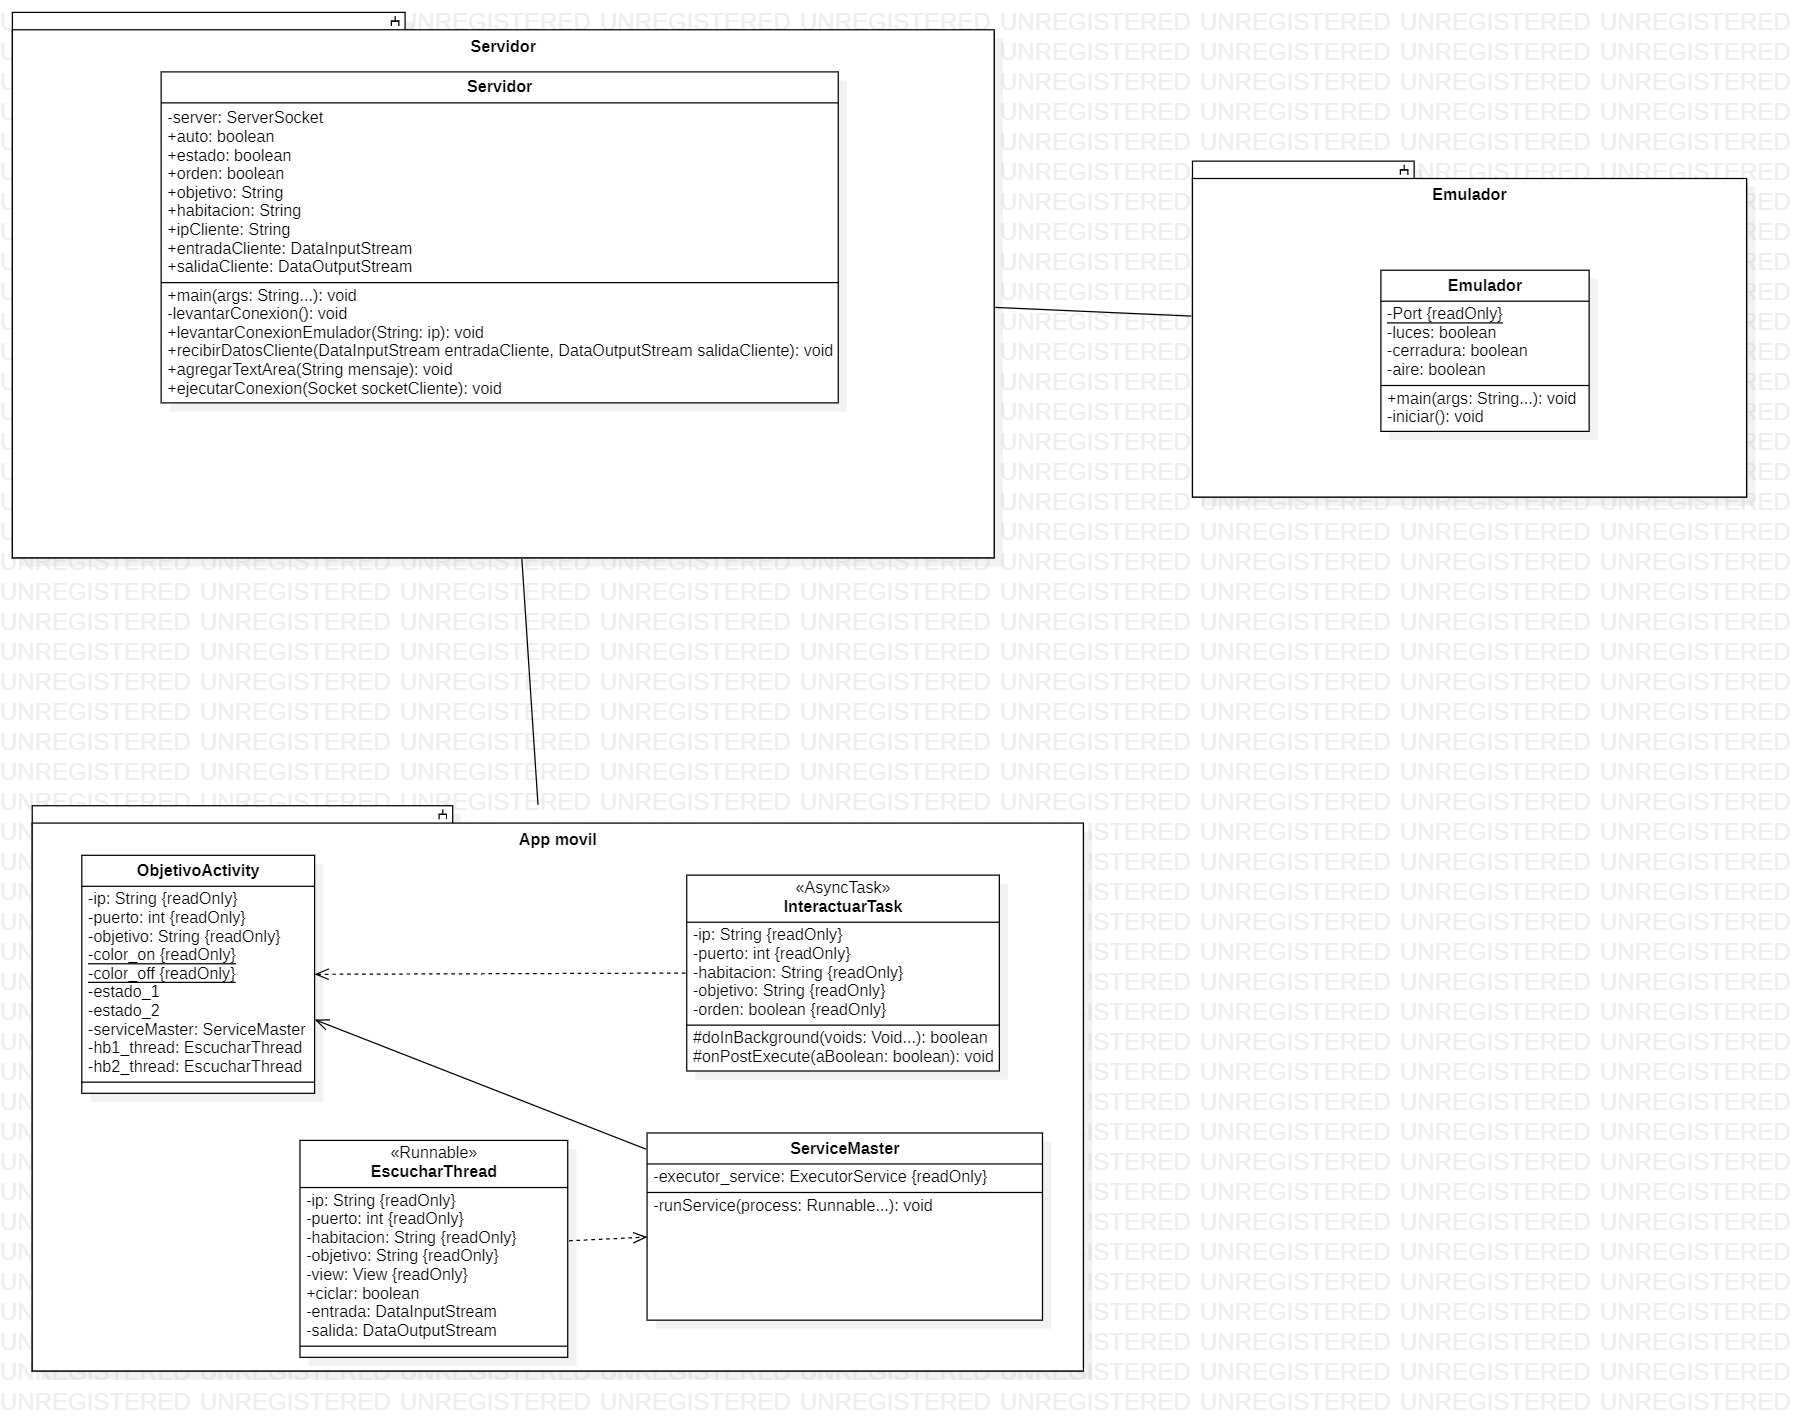 Servidor
Servidor
-server: ServerSocket
+auto: boolean
+estado: boolean
+orden: boolean
+objetivo: String
+habitacion: String
+ipCliente: String
+entradaCliente: DataInputStream
+salidaCliente: DataOutputStream
+main(args: String...): void
-levantarConexion(): void
+levantarConexionEmulador(String: ip): void
+recibirDatosCliente(DataInputStream entradaCliente, DataOutputStream salidaCliente): void
+agregarTextArea(String mensaje): void
+ejecutarConexion(Socket socketCliente): void
Emulador
Emulador
-Port {readOnly}
-luces: boolean
-cerradura: boolean
-aire: boolean
+main(args: String...): void
-iniciar(): void
App movil
ObjetivoActivity
-ip: String {readOnly}
-puerto: int {readOnly}
-objetivo: String {readOnly}
-color_on {readOnly}
-color_off {readOnly}
-estado_1
-estado_2
-serviceMaster: ServiceMaster
-hb1_thread: EscucharThread
-hb2_thread: EscucharThread
«AsyncTask»
InteractuarTask
-ip: String {readOnly}
-puerto: int {readOnly}
-habitacion: String {readOnly}
-objetivo: String {readOnly}
-orden: boolean {readOnly}
#doInBackground(voids: Void...): boolean
#onPostExecute(aBoolean: boolean): void
«Runnable»
EscucharThread
-ip: String {readOnly}
-puerto: int {readOnly}
-habitacion: String {readOnly}
-objetivo: String {readOnly}
-view: View {readOnly}
+ciclar: boolean
-entrada: DataInputStream
-salida: DataOutputStream
ServiceMaster
-executor_service: ExecutorService {readOnly}
-runService(process: Runnable...): void
UNREGISTERED